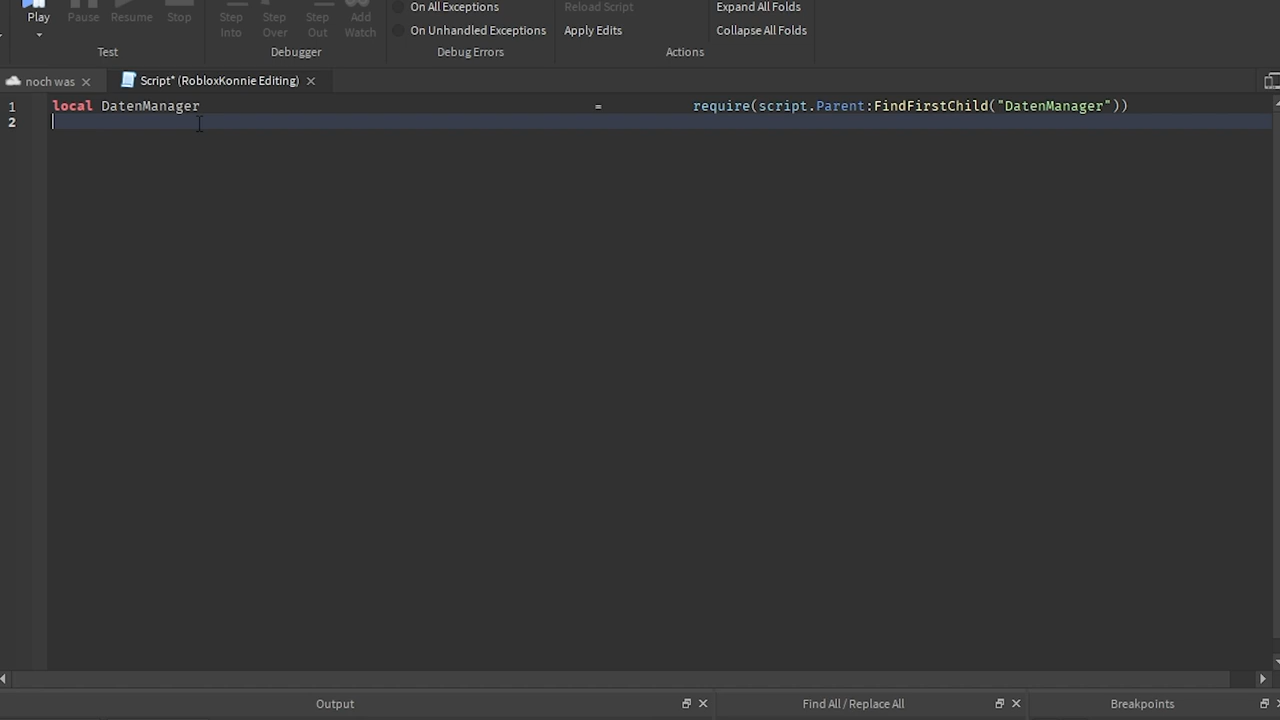 Play
Pause
Resume
Stop
Step Into
Step Over
Step Out
Add Watch
On All Exceptions
On Unhandled Exceptions
Reload Script
Apply Edits
Expand All Folds
Collapse All Folds
Test
Debugger
Debug Errors
Actions
noch was
Script* (RobloxKonnie Editing)
1 local DatenManager = require(script.Parent:FindFirstChild("DatenManager"))
2
Output
Find All / Replace All
Breakpoints